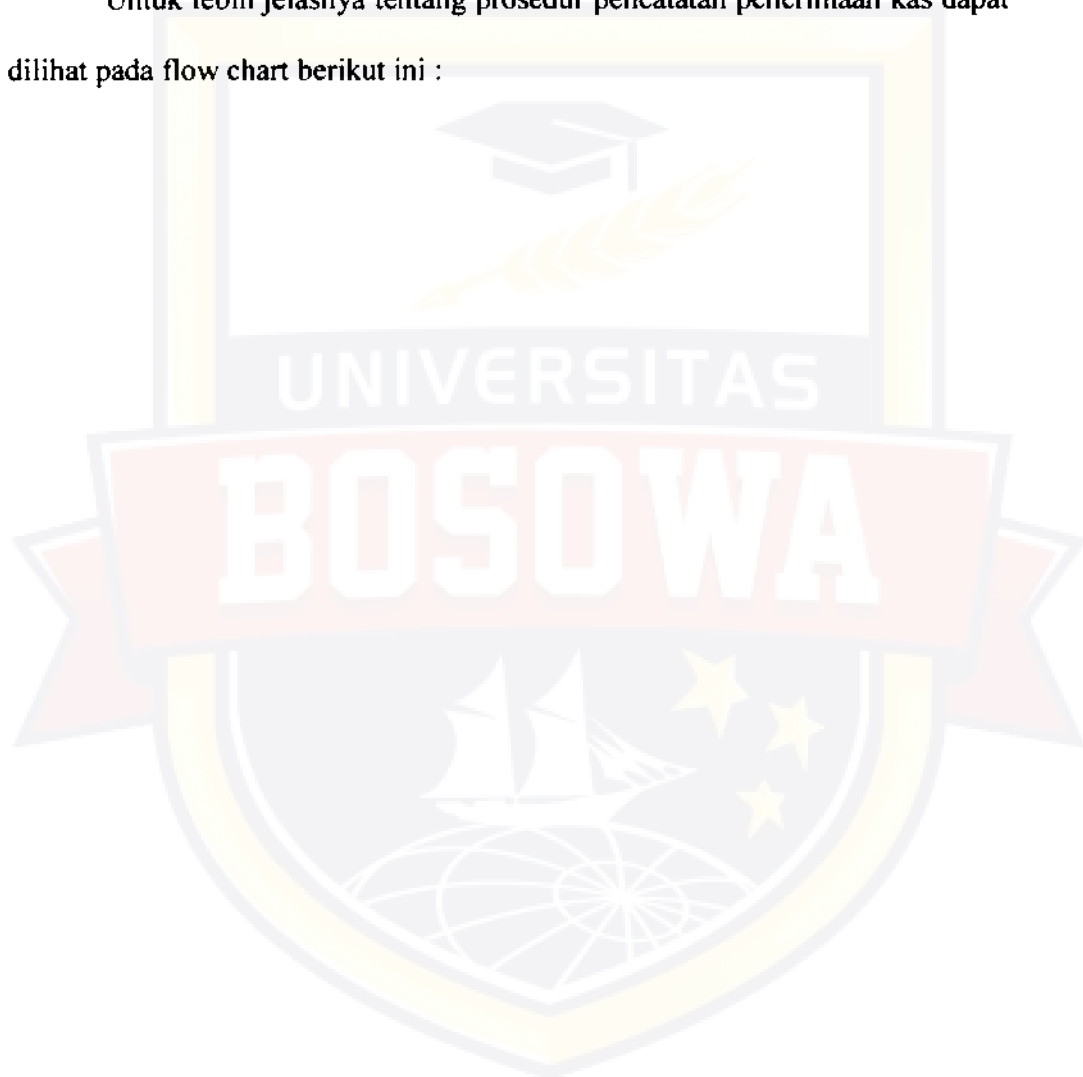 Untuk lebih jelasnya tentang prosedur pencatatan penerimaan kas dapat
dilihat pada flow chart berikut ini :
UNIVERSITAS
BOSOWA